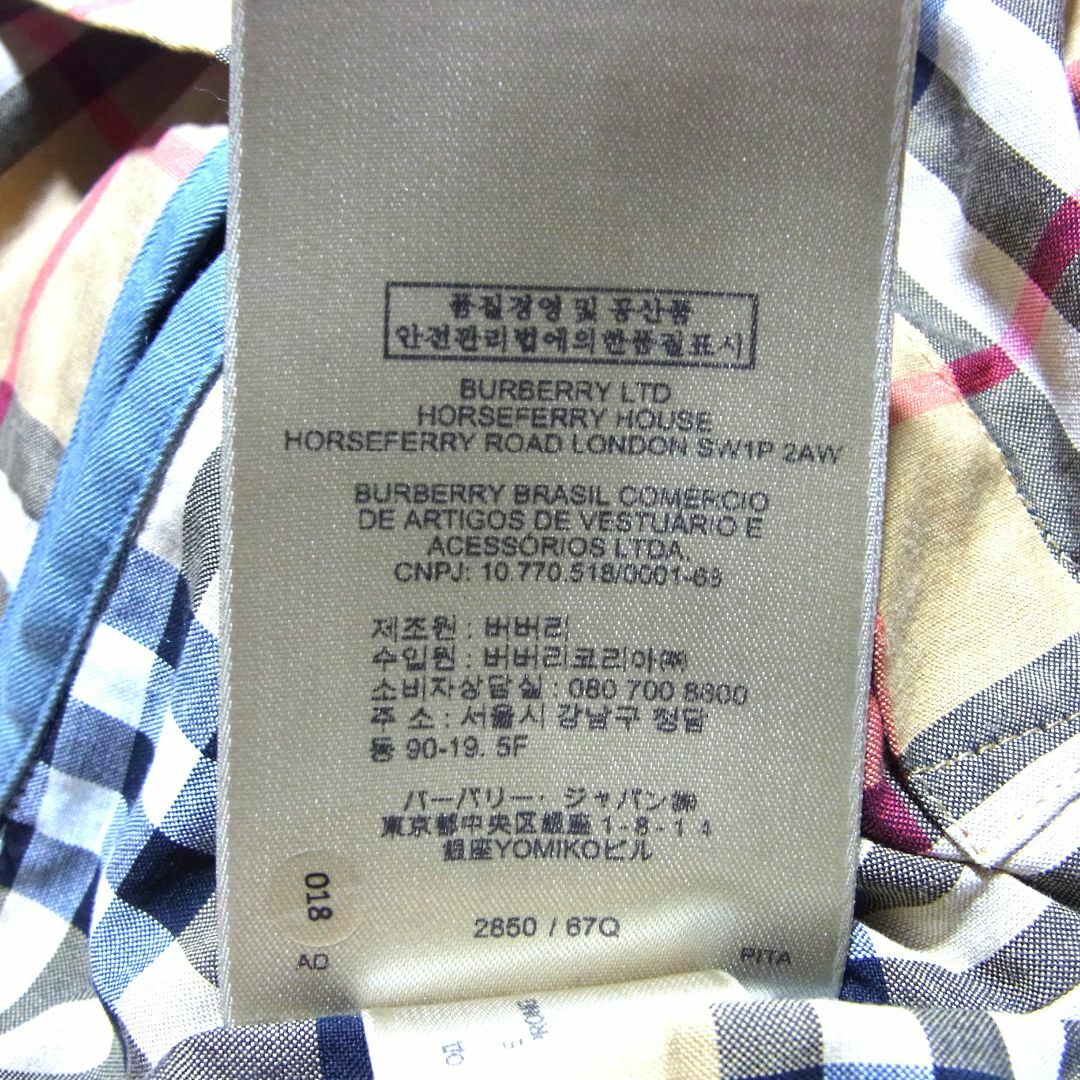 품질경영 및 공산품
안전관리법에의한품질표시
BURBERRY LTD
HORSEFERRY HOUSE
HORSEFERRY ROAD LONDON SW1P 2AW
BURBERRY BRASIL COMERCIO
DE ARTIGOS DE VESTUÁRIO E
ACESSÓRIOS LTDA.
CNPJ: 10.770.518/0001-63
제조원 : 버버리
수입원 : 버버리코리아㈜
소비자상담실 : 080 700 8800
주 소 : 서울시 강남구 청담
동 90-19. 5F
バーバリー・ジャパン㈱
東京都中央区銀座 1-8-14
銀座YOMIKOビル
018
2850 / 67Q
AO
PITA